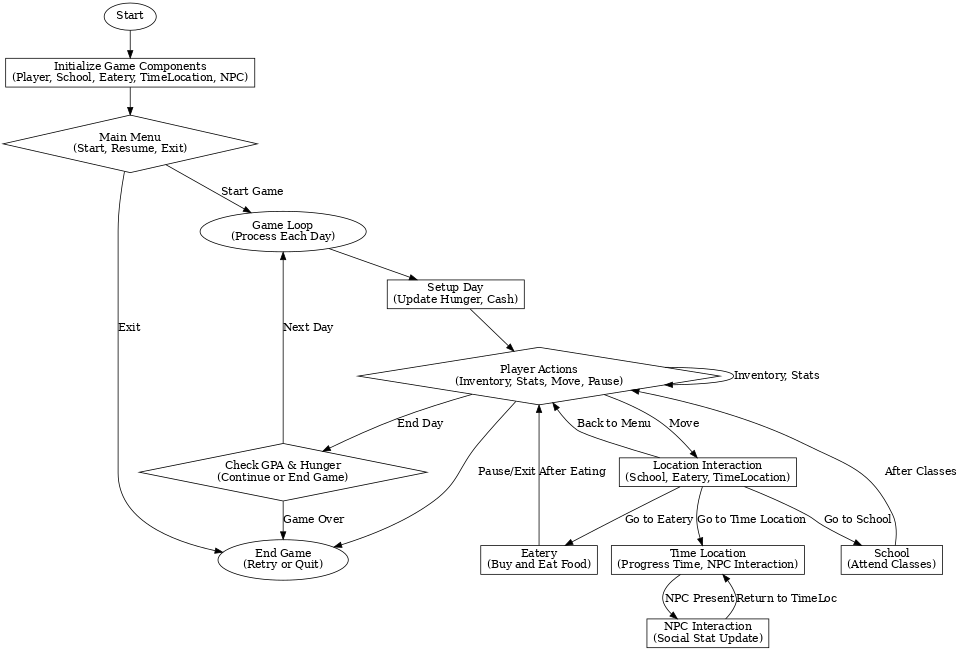 Start
Initialize Game Components
(Player, School, Eatery, TimeLocation, NPC)
Main Menu
(Start, Resume, Exit)
Start Game
Game Loop
(Process Each Day)
Setup Day
(Update Hunger, Cash)
Exit
Next Day
Player Actions
(Inventory, Stats, Move, Pause)
Inventory, Stats
End Day
Back to Menu
Move
Check GPA & Hunger
(Continue or End Game)
Pause/Exit
After Eating
Location Interaction
(School, Eatery, TimeLocation)
After Classes
Game Over
Go to Eatery
Go to Time Location
Go to School
End Game
(Retry or Quit)
Eatery
(Buy and Eat Food)
Time Location
(Progress Time, NPC Interaction)
School
(Attend Classes)
NPC Present
Return to TimeLoc
NPC Interaction
(Social Stat Update)